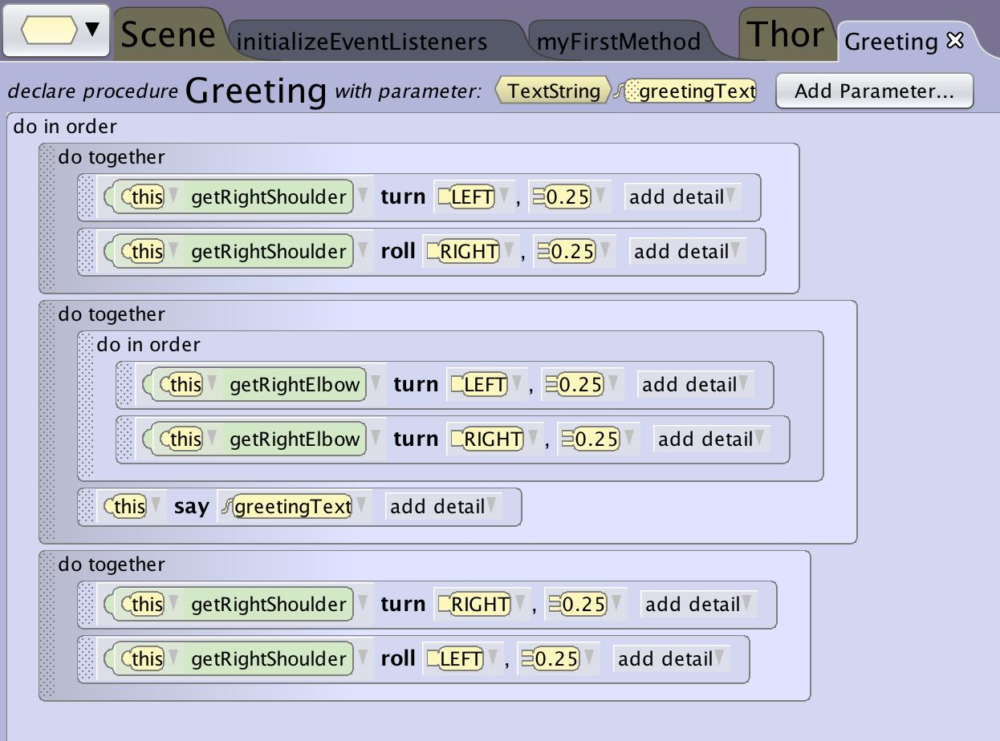 Scene initializeEventListeners myFirstMethod Thor Greeting
declare procedure Greeting with parameter: TextString greetingText Add Parameter...
do in order
do together
this getRightShoulder turn LEFT , 0.25 add detail
this getRightShoulder roll RIGHT , 0.25 add detail
do together
do in order
this getRightElbow turn LEFT , 0.25 add detail
this getRightElbow turn RIGHT , 0.25 add detail
this say greetingText add detail
do together
this getRightShoulder turn RIGHT , 0.25 add detail
this getRightShoulder roll LEFT , 0.25 add detail